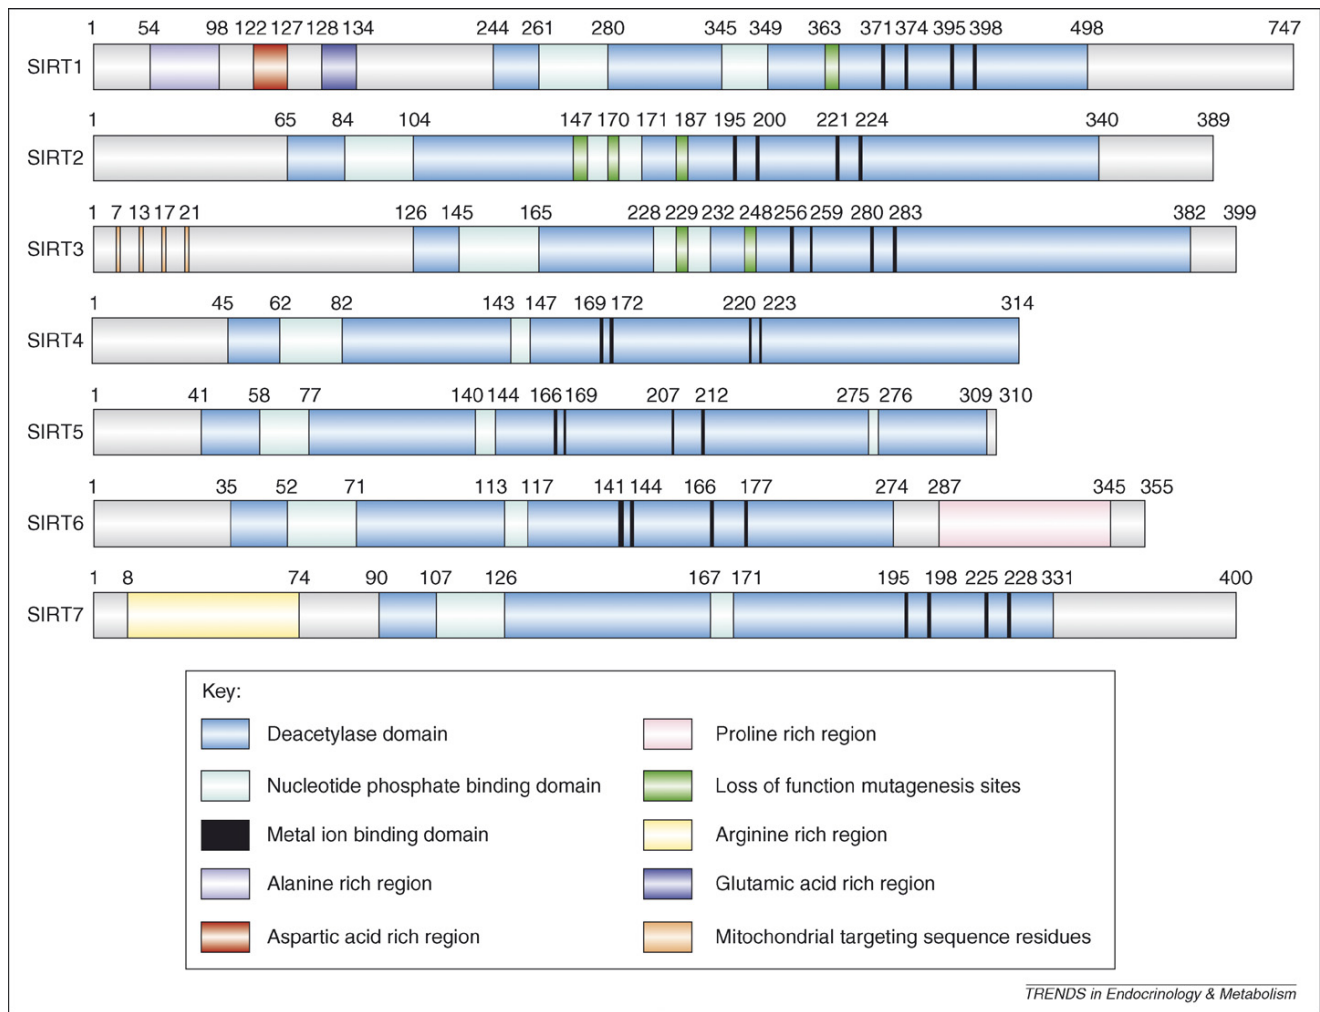 1 54 98 122 127 128 134 244 261 280 345 349 363 371 374 395 398 498 747
SIRT1
1 65 84 104 147 170 171 187 195 200 221 224 340 389
SIRT2
1 7 13 17 21 126 145 165 228 229 232 248 256 259 280 283 382 399
SIRT3
1 45 62 82 143 147 169 172 220 223 314
SIRT4
1 41 58 77 140 144 166 169 207 212 275 276 309 310
SIRT5
1 35 52 71 113 117 141 144 166 177 274 287 345 355
SIRT6
1 8 74 90 107 126 167 171 195 198 225 228 331 400
SIRT7
Key:
Deacetylase domain
Nucleotide phosphate binding domain
Metal ion binding domain
Alanine rich region
Aspartic acid rich region
Proline rich region
Loss of function mutagenesis sites
Arginine rich region
Glutamic acid rich region
Mitochondrial targeting sequence residues
TRENDS in Endocrinology & Metabolism